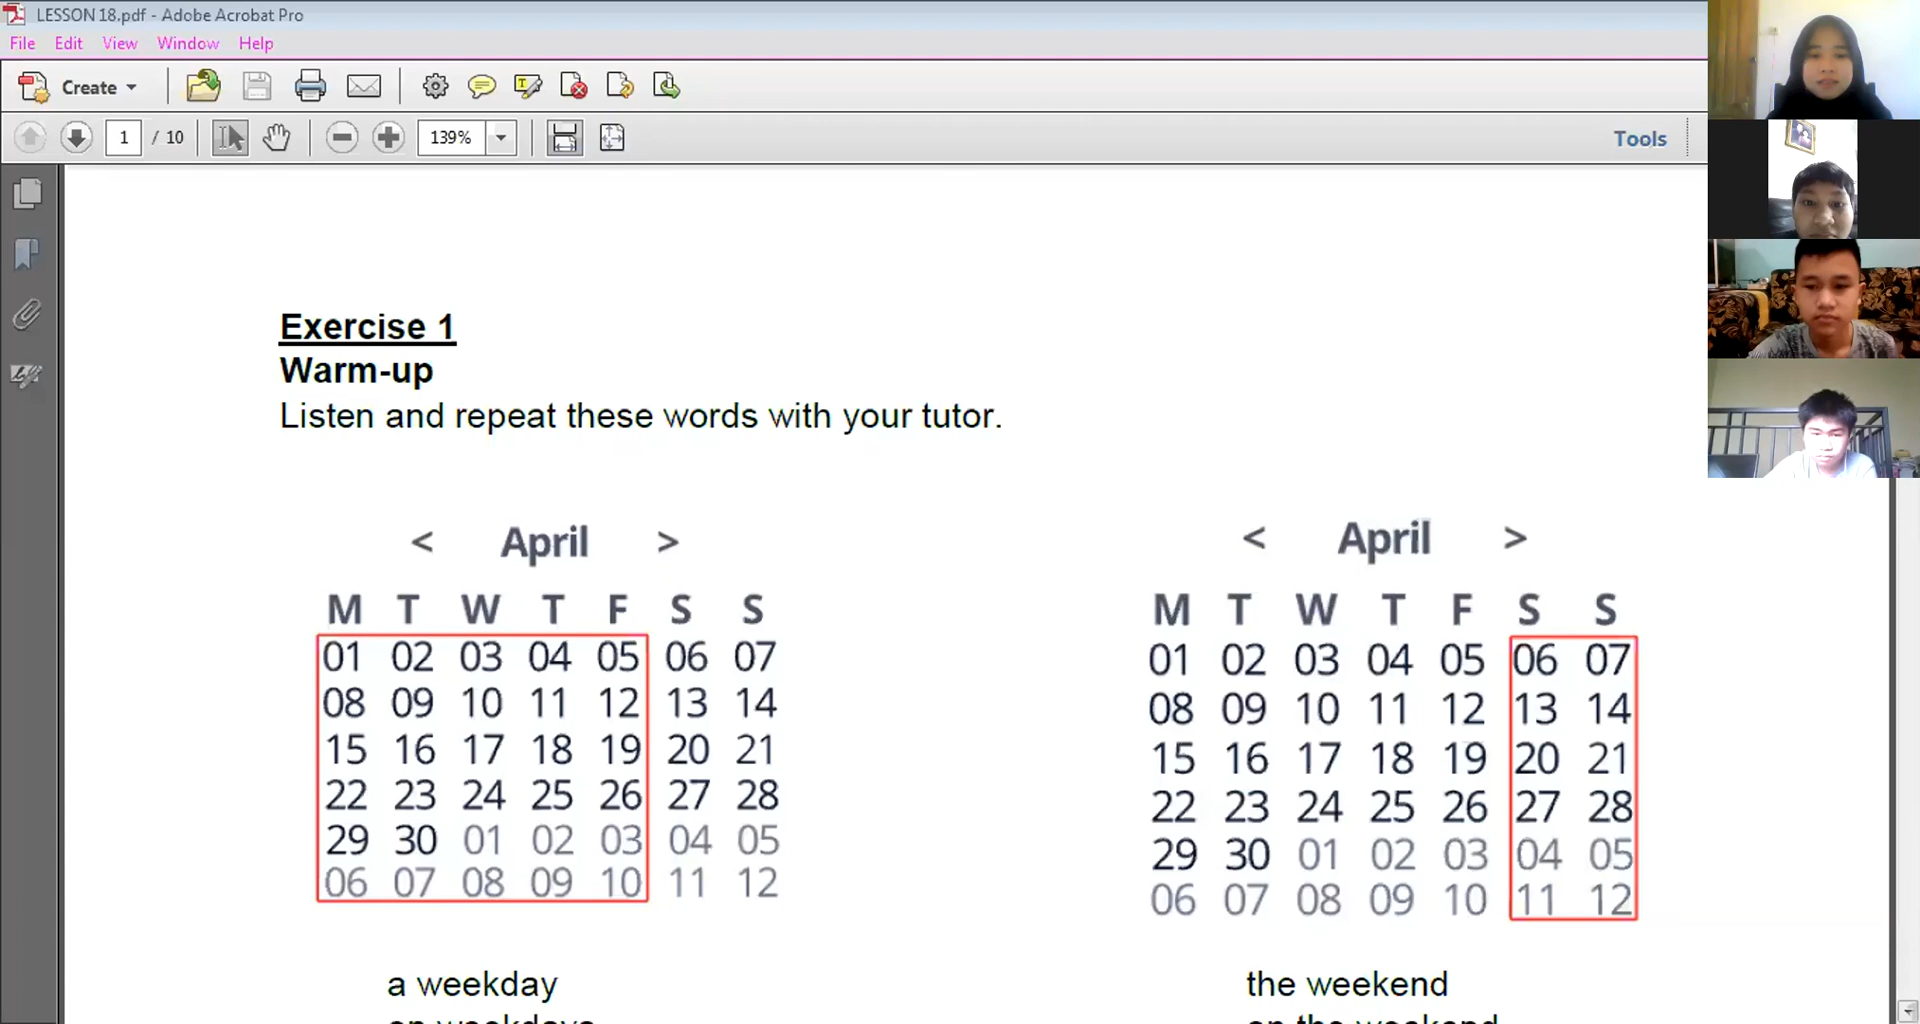 LESSON 18.pdf - Adobe Acrobat Pro
File Edit View Window Help
Create
1 / 10 139% Tools
Exercise 1
Warm-up
Listen and repeat these words with your tutor.
< April >
M T W T F S S
01 02 03 04 05 06 07
08 09 10 11 12 13 14
15 16 17 18 19 20 21
22 23 24 25 26 27 28
29 30 01 02 03 04 05
06 07 08 09 10 11 12
a weekday
on weekdays
< April >
M T W T F S S
01 02 03 04 05 06 07
08 09 10 11 12 13 14
15 16 17 18 19 20 21
22 23 24 25 26 27 28
29 30 01 02 03 04 05
06 07 08 09 10 11 12
the weekend
on the weekend